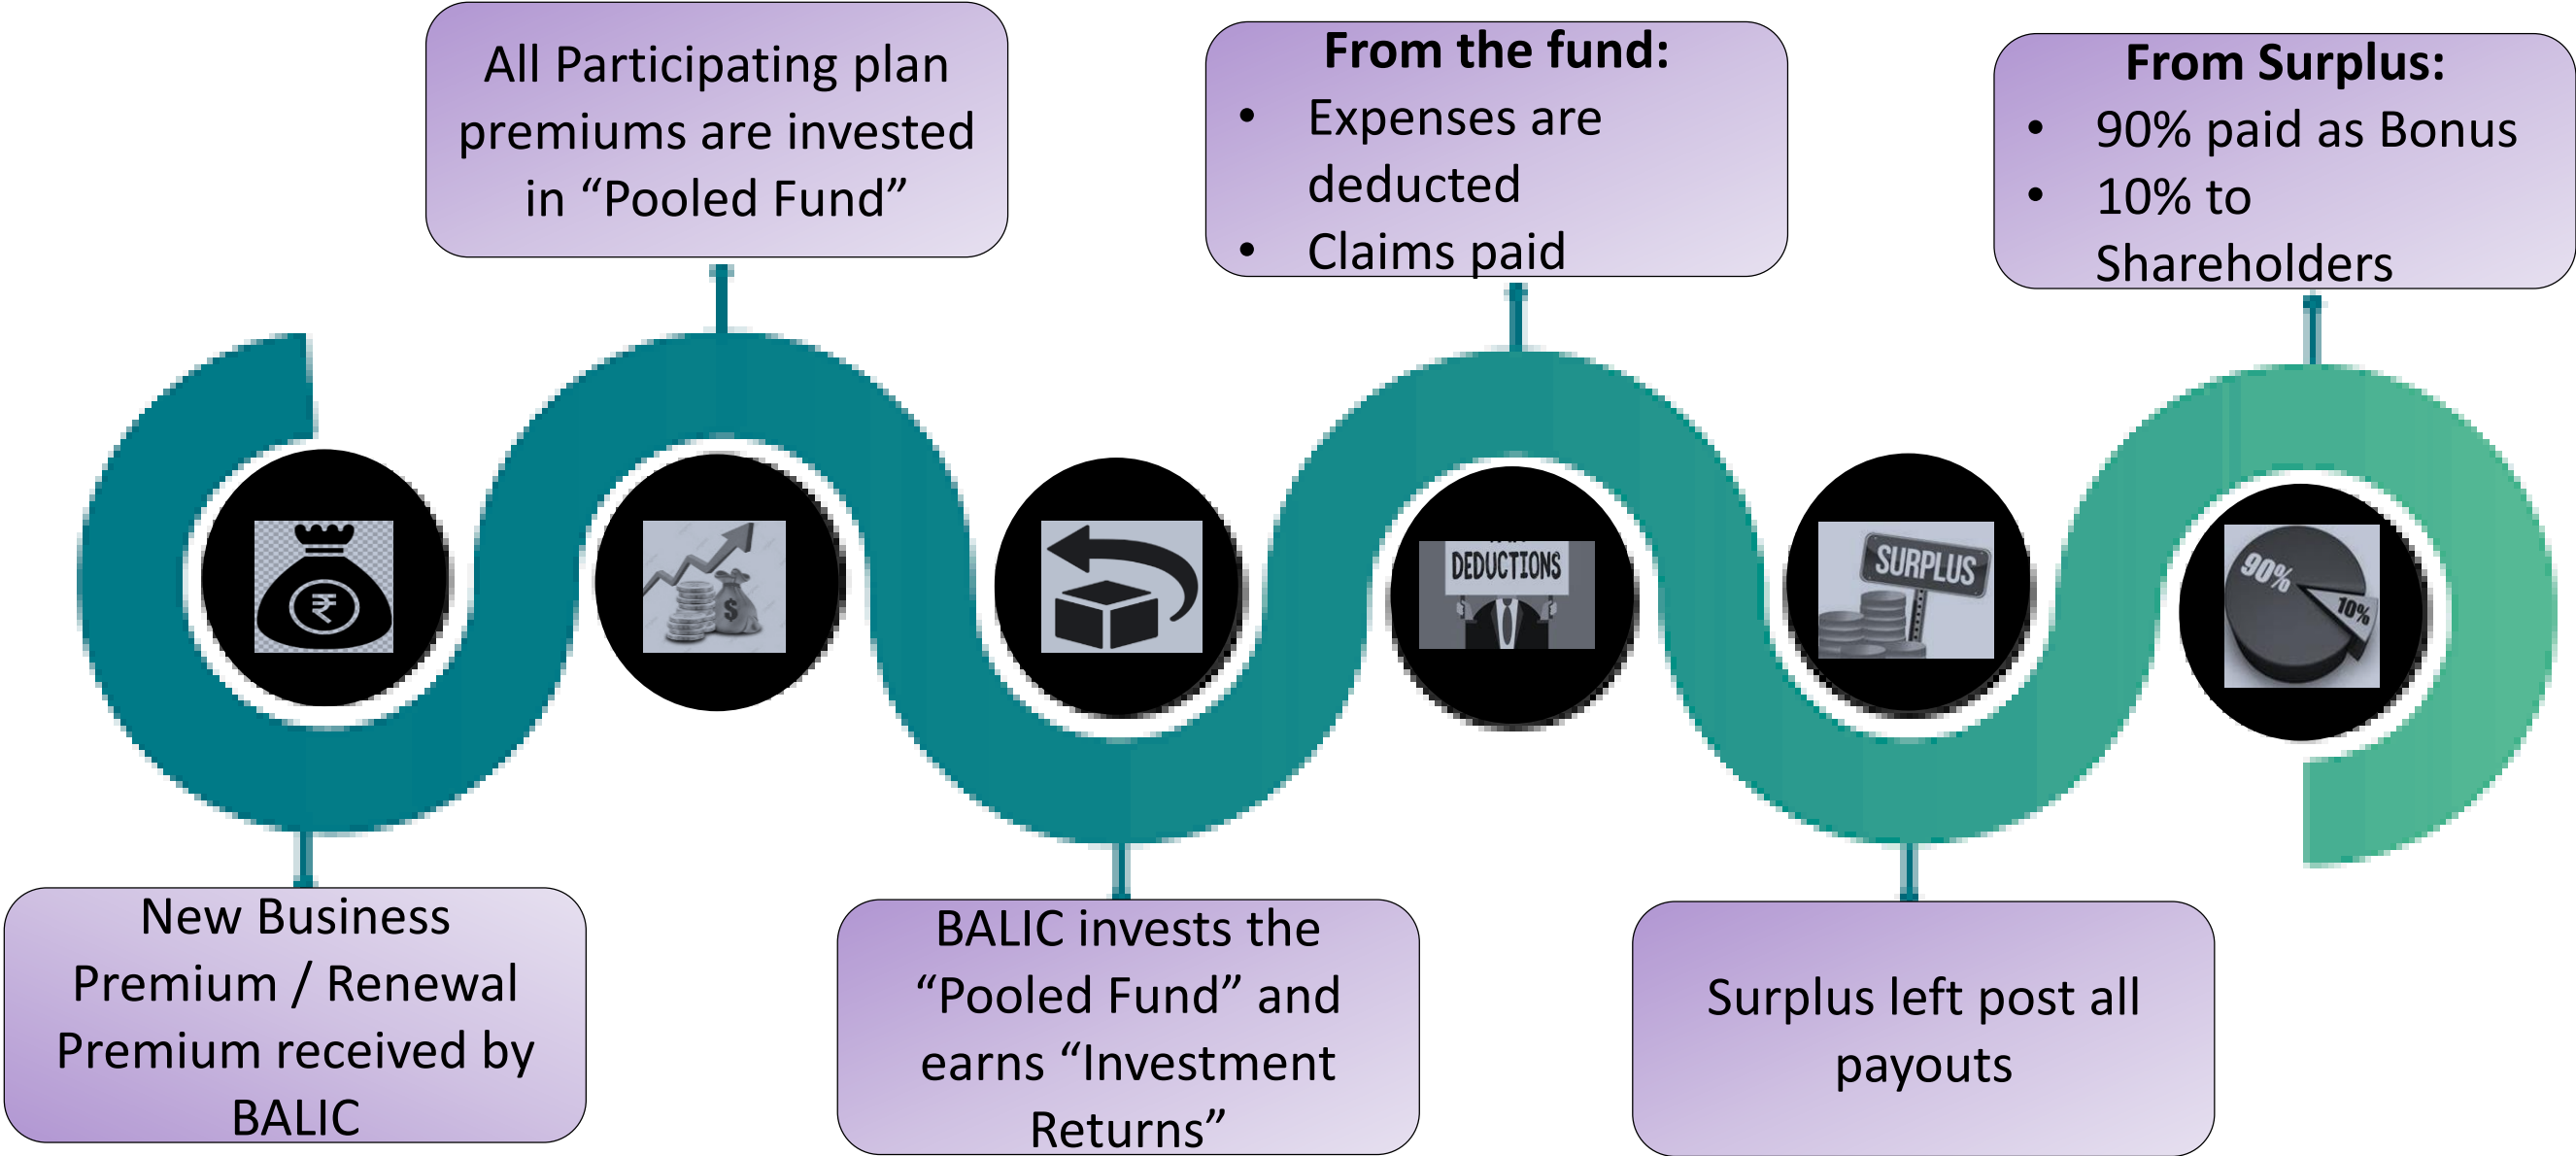 New Business
Premium / Renewal
Premium received by
BALIC
All Participating plan
premiums are invested
in “Pooled Fund”
BALIC invests the
“Pooled Fund” and
earns “Investment
Returns”
From the fund:
• Expenses are
deducted
• Claims paid
Surplus left post all
payouts
From Surplus:
• 90% paid as Bonus
• 10% to
Shareholders
₹
$
DEDUCTIONS
SURPLUS
90%
10%